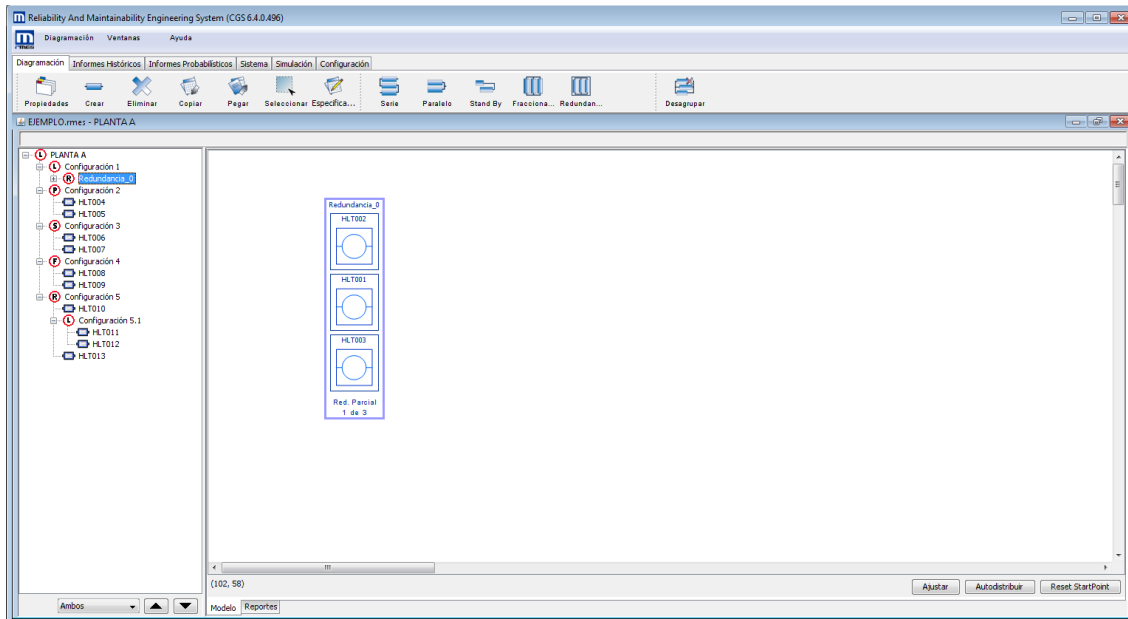 Reliability And Maintainability Engineering System (CGS 6.4.0.496)
Diagramación Ventanas Ayuda
Diagramación Informes Históricos Informes Probabilísticos Sistema Simulación Configuración
Propiedades Crear Eliminar Copiar Pegar Seleccionar Especifica... Serie Paralelo Stand By Fracciona... Redundan... Desagrupar
EJEMPLO.rmes - PLANTA A
L PLANTA A
L Configuración 1
R Redundancia_0
P Configuración 2
HLT004
HLT005
S Configuración 3
HLT006
HLT007
F Configuración 4
HLT008
HLT009
R Configuración 5
HLT010
L Configuración 5.1
HLT011
HLT012
HLT013
Redundancia_0
HLT002
HLT001
HLT003
Red. Parcial
1 de 3
(102, 58)
Ajustar Autodistribuir Reset StartPoint
Ambos
Modelo Reportes